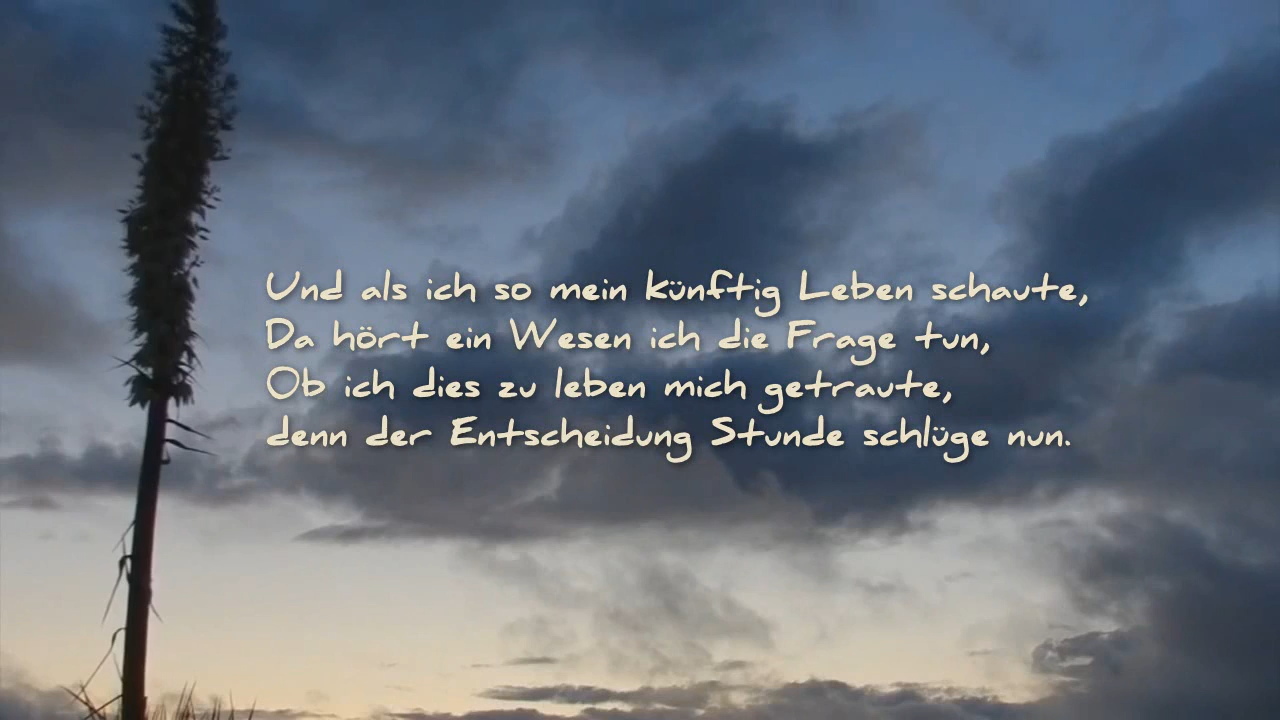 Und als ich so mein künftig Leben schaute,
Da hört ein Wesen ich die Frage tun,
Ob ich dies zu leben mich getraute,
denn der Entscheidung Stunde schlüge nun.